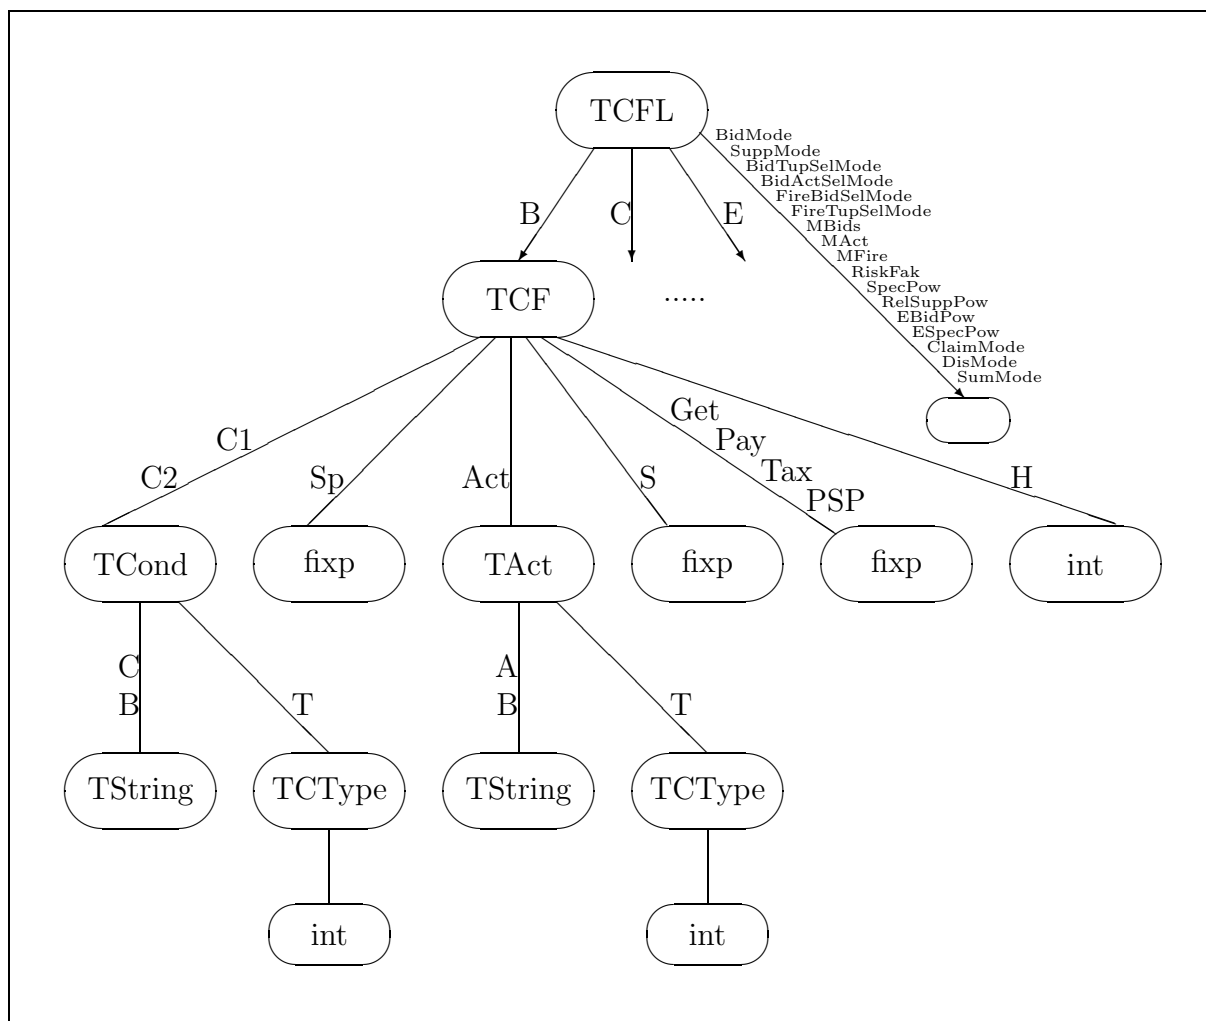 TCFL
BidMode
SuppMode
BidTupSelMode
BidActSelMode
FireBidSelMode
FireTupSelMode
MBids
MAct
MFire
RiskFak
SpecPow
RelSuppPow
EBidPow
ESpecPow
ClaimMode
DisMode
SumMode
B C E
TCF .....
C1
C2
Sp
Act
S
Get
Pay
Tax
PSP
H
TCond fixp TAct fixp fixp int
C
B
T
A
B
T
TString TCType TString TCType
int int